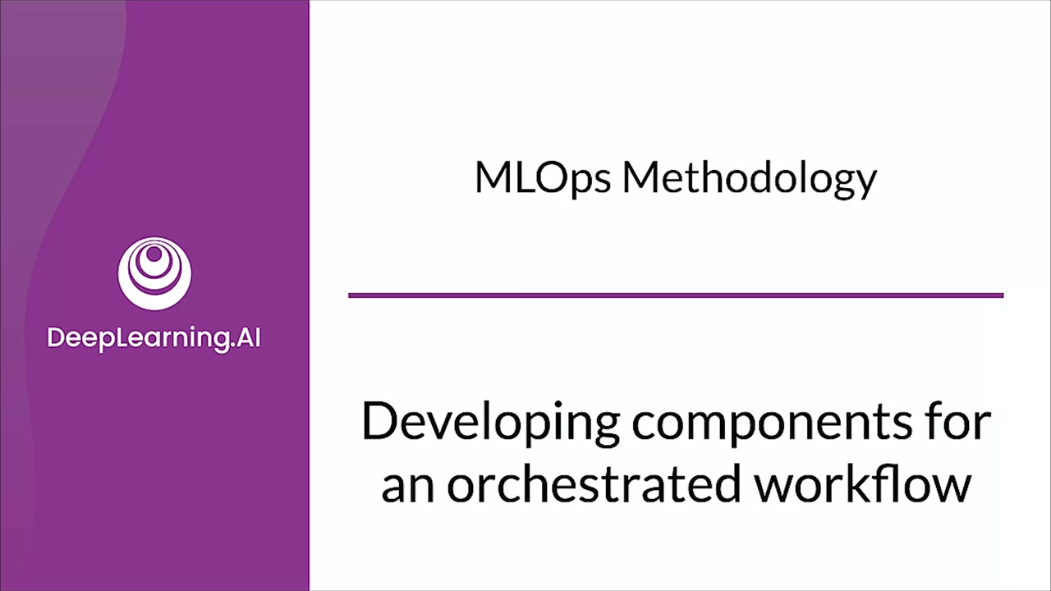 MLOps Methodology
DeepLearning.AI
Developing components for
an orchestrated workflow